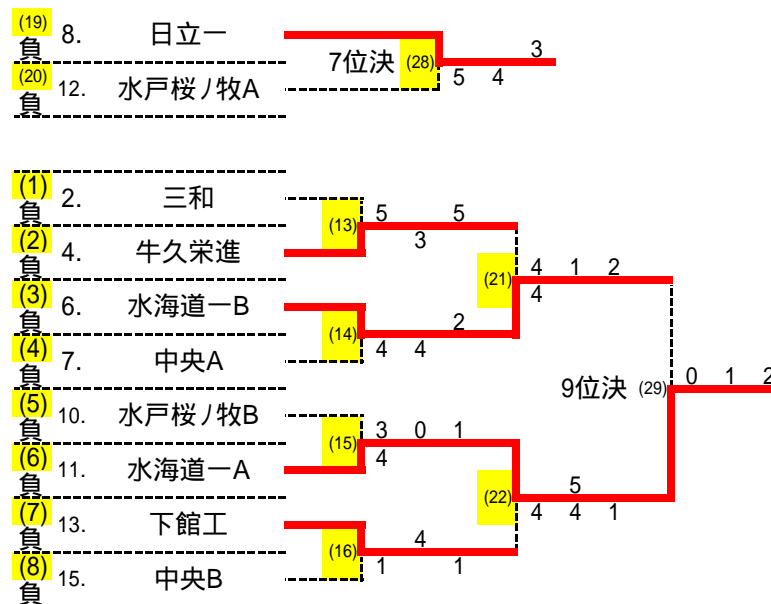 (19)
負 8. 日立一
7位決 (28) 3
5 4
(20)
負 12. 水戸桜ノ牧A
(1)
負 2. 三和
(13) 5 5
3
(2)
負 4. 牛久栄進
(21) 4 1 2
4
(3)
負 6. 水海道一B
(14) 2
4 4
(4)
負 7. 中央A
9位決 (29) 0 1 2
(5)
負 10. 水戸桜ノ牧B
(15) 3 0 1
4
(6)
負 11. 水海道一A
(22) 5
4 4 1
(7)
負 13. 下館工
(16) 4
1 1
(8)
負 15. 中央B